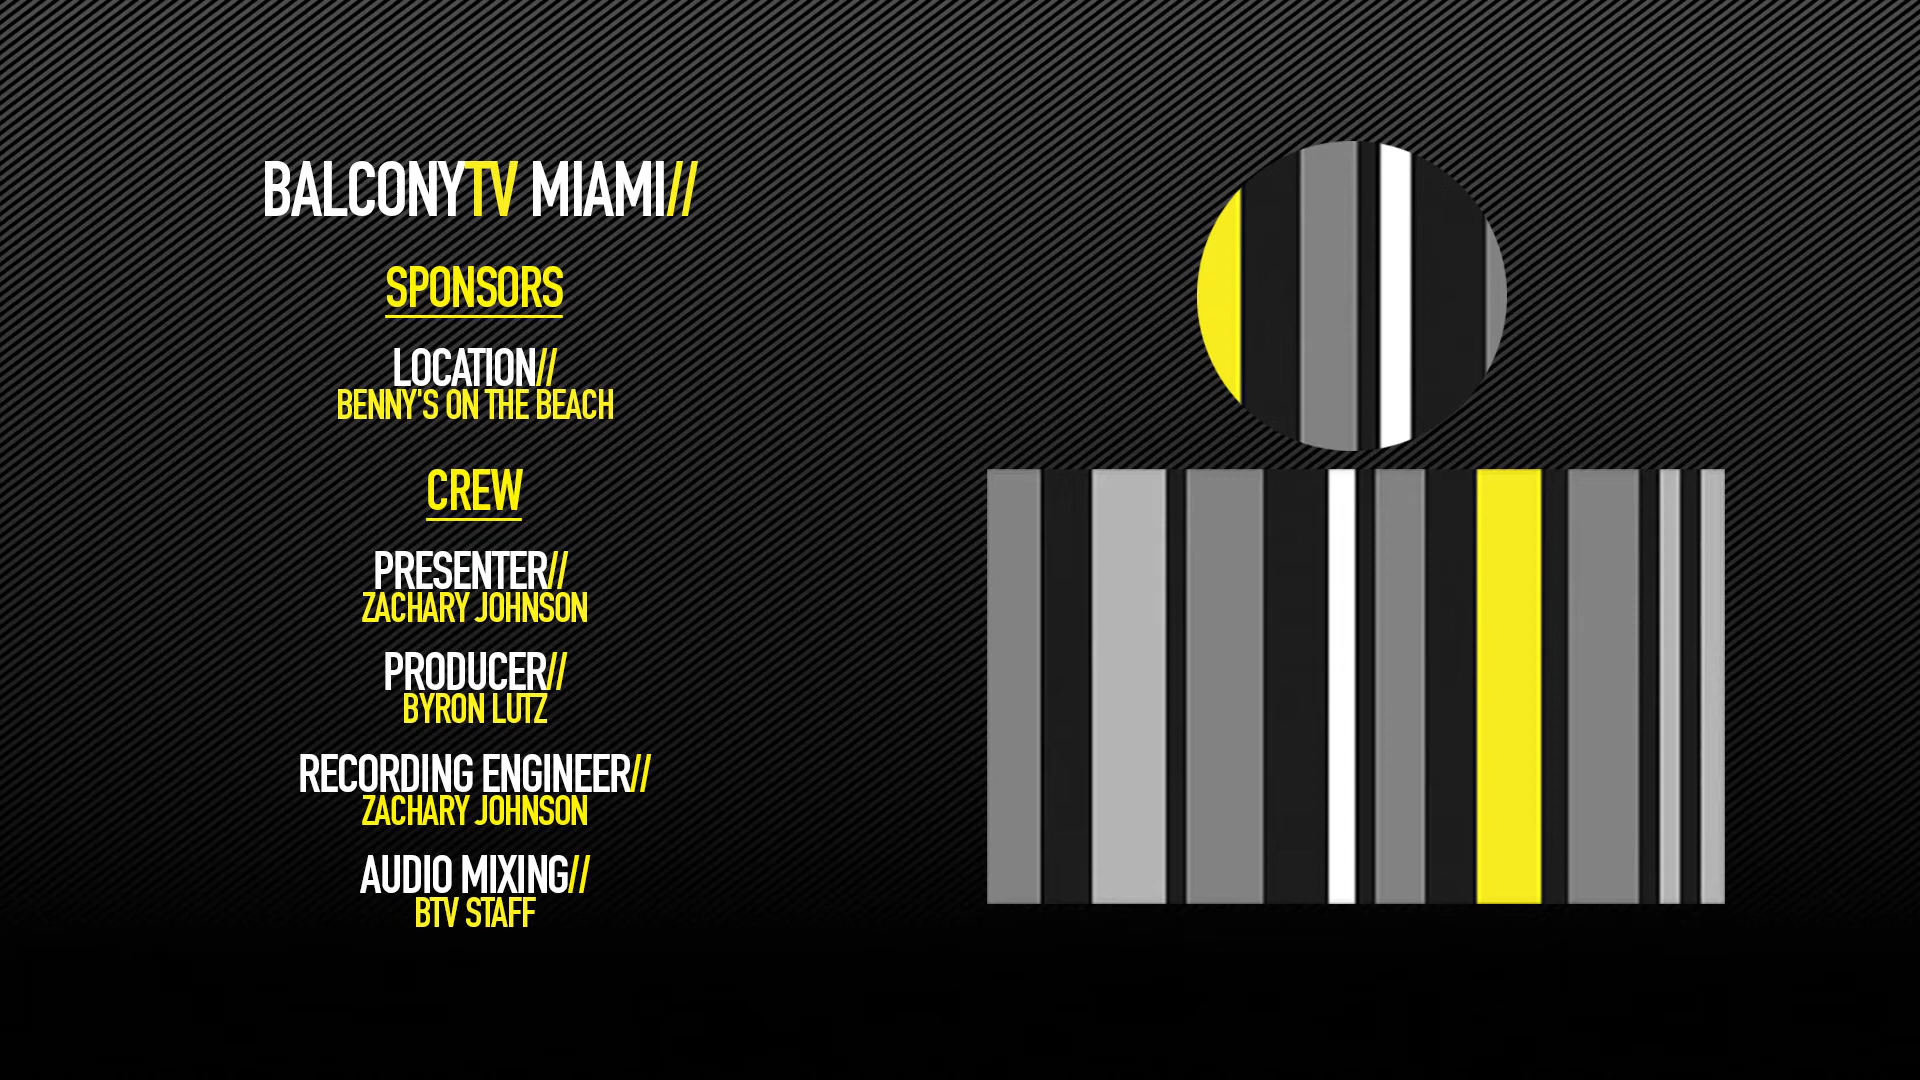 BALCONYTV MIAMI//
SPONSORS
LOCATION//
BENNY'S ON THE BEACH
CREW
PRESENTER//
ZACHARY JOHNSON
PRODUCER//
BYRON LUTZ
RECORDING ENGINEER//
ZACHARY JOHNSON
AUDIO MIXING//
BTV STAFF